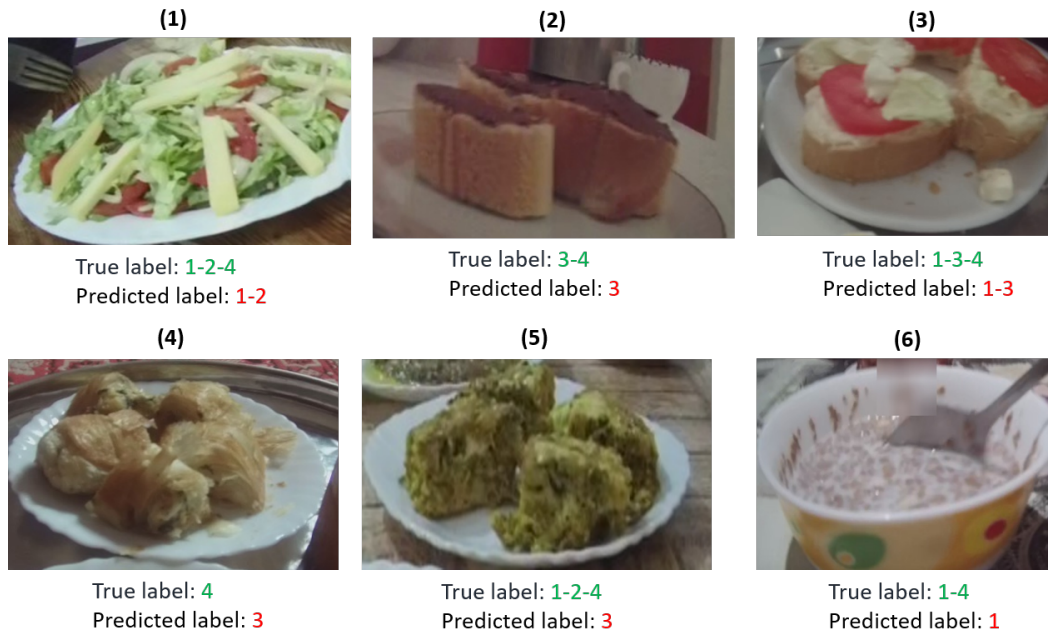 (1)
(2)
(3)
True label: 1-2-4
Predicted label: 1-2
True label: 3-4
Predicted label: 3
True label: 1-3-4
Predicted label: 1-3
(4)
(5)
(6)
True label: 4
Predicted label: 3
True label: 1-2-4
Predicted label: 3
True label: 1-4
Predicted label: 1